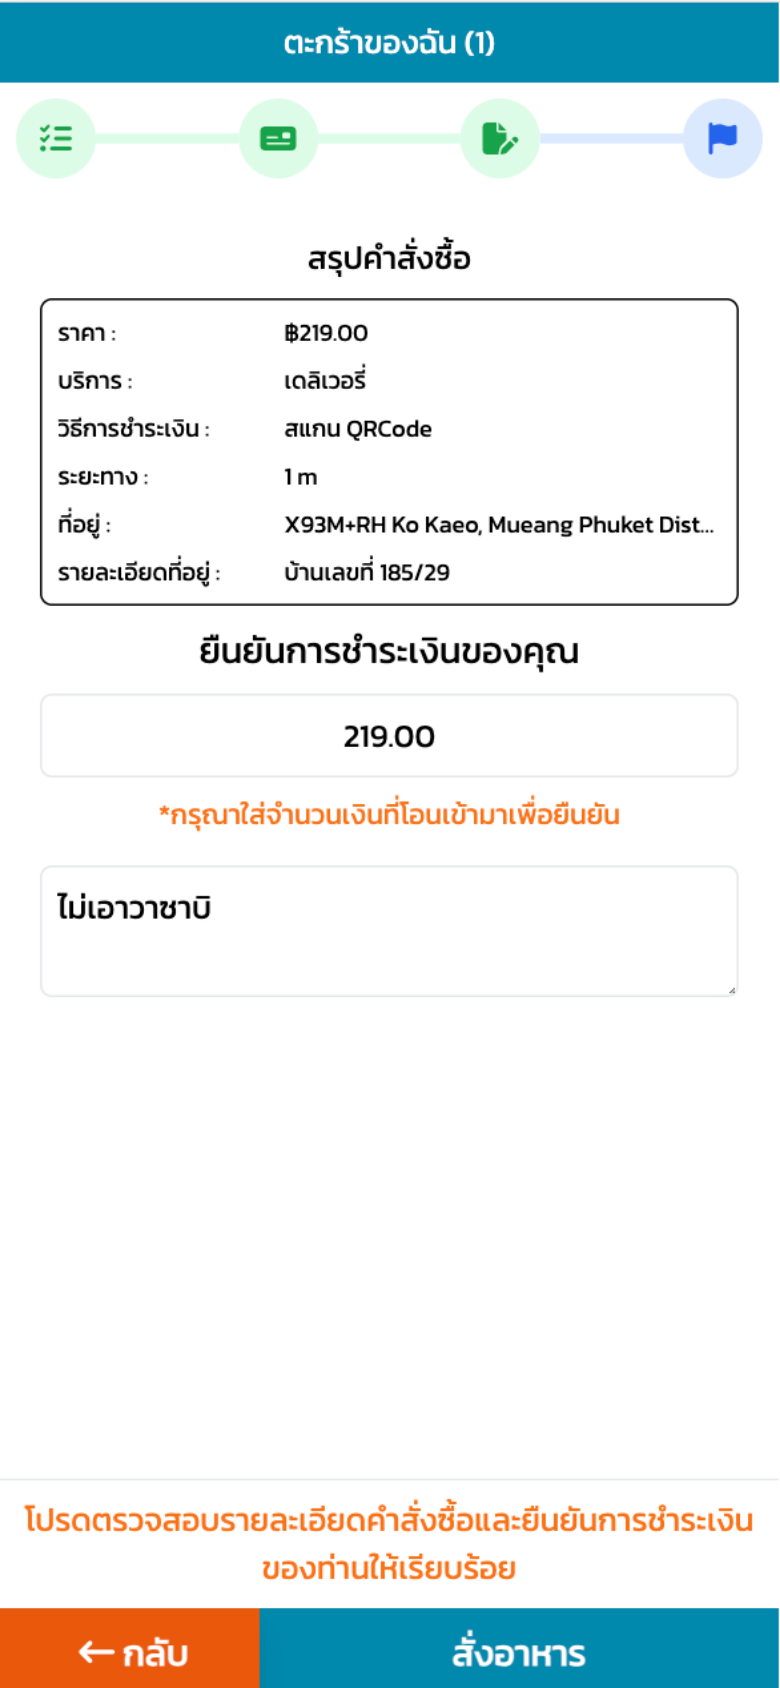 ตะกร้าของฉัน (1)
สรุปคำสั่งซื้อ
ราคา : ฿219.00
บริการ : เดลิเวอรี่
วิธีการชำระเงิน : สแกน QRCode
ระยะทาง : 1 m
ที่อยู่ : X93M+RH Ko Kaeo, Mueang Phuket Dist...
รายละเอียดที่อยู่ : บ้านเลขที่ 185/29
ยืนยันการชำระเงินของคุณ
219.00
*กรุณาใส่จำนวนเงินที่โอนเข้ามาเพื่อยืนยัน
ไม่เอาวาซาบิ
โปรดตรวจสอบรายละเอียดคำสั่งซื้อและยืนยันการชำระเงิน
ของท่านให้เรียบร้อย
← กลับ สั่งอาหาร